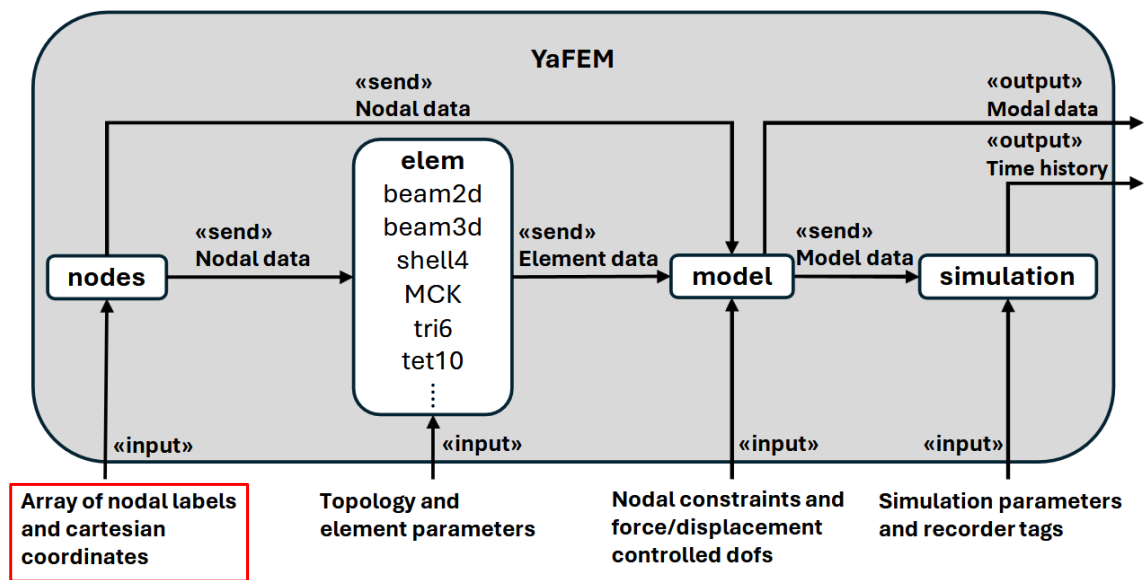 YaFEM
«send»
Nodal data
«output»
Modal data
«output»
Time history
elem
beam2d
beam3d
shell4
MCK
tri6
tet10
⋮
«send»
Nodal data
«send»
Element data
«send»
Model data
nodes
model
simulation
«input»
«input»
«input»
«input»
Array of nodal labels
and cartesian
coordinates
Topology and
element parameters
Nodal constraints and
force/displacement
controlled dofs
Simulation parameters
and recorder tags